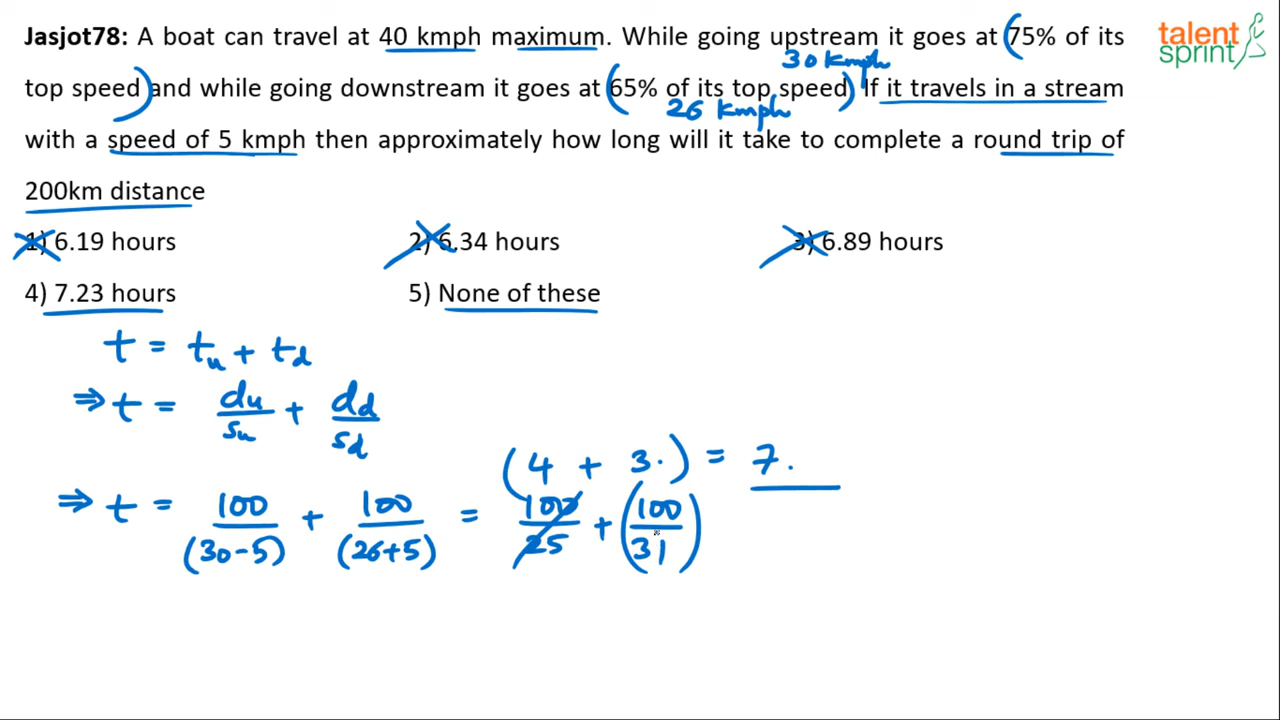 Jasjot78: A boat can travel at 40 kmph maximum. While going upstream it goes at (75% of its
talent
sprint
30 kmph
top speed) and while going downstream it goes at (65% of its top speed) If it travels in a stream
26 kmph
with a speed of 5 kmph then approximately how long will it take to complete a round trip of
200km distance
1) 6.19 hours 2) 6.34 hours 3) 6.89 hours
4) 7.23 hours 5) None of these
t = tu + td
⇒ t = du/su + dd/sd
(4 + 3.) = 7.
⇒ t = 100/(30-5) + 100/(26+5) = 100/25 + (100/31)